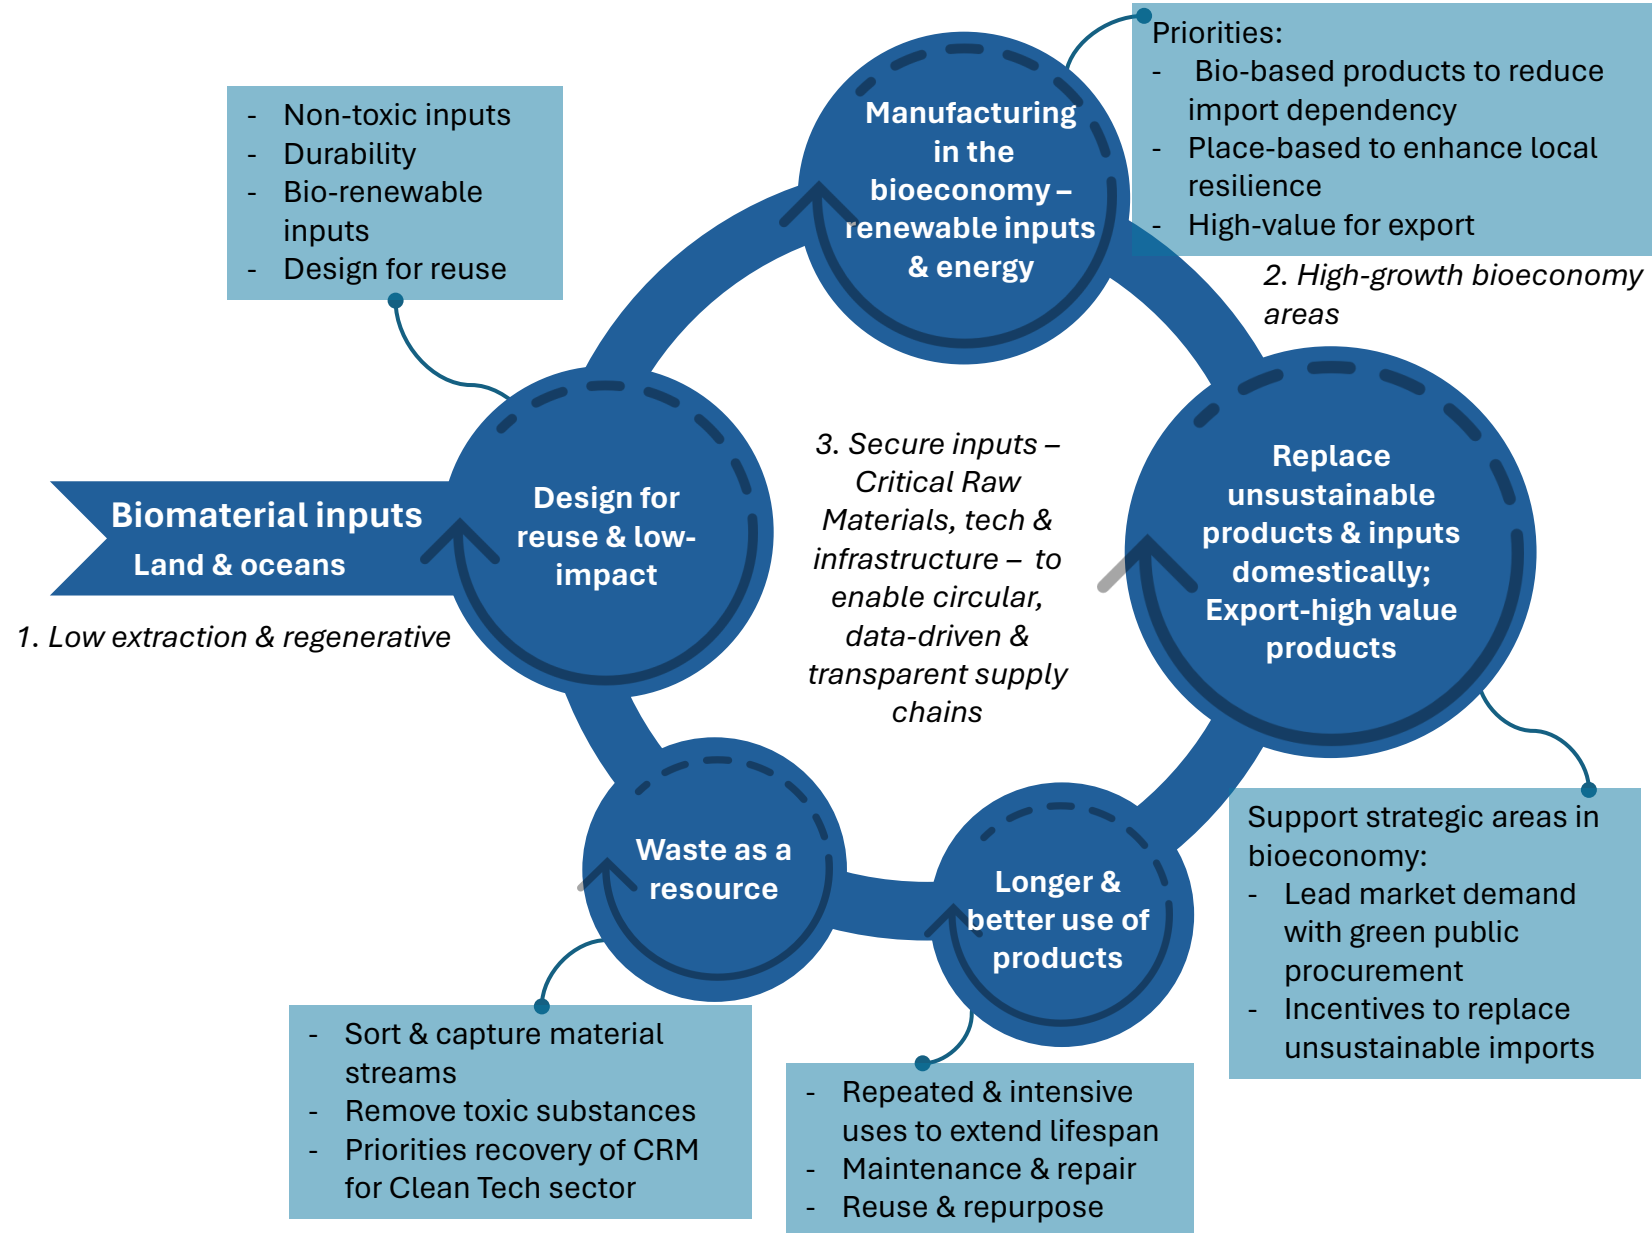 - Non-toxic inputs
- Durability
- Bio-renewable
inputs
- Design for reuse
Manufacturing
in the
bioeconomy –
renewable inputs
& energy
Priorities:
- Bio-based products to reduce
import dependency
- Place-based to enhance local
resilience
- High-value for export
2. High-growth bioeconomy
areas
Biomaterial inputs
Land & oceans
1. Low extraction & regenerative
Design for
reuse & low-
impact
3. Secure inputs –
Critical Raw
Materials, tech &
infrastructure – to
enable circular,
data-driven &
transparent supply
chains
Replace
unsustainable
products & inputs
domestically;
Export-high value
products
Waste as a
resource
Longer &
better use of
products
Support strategic areas in
bioeconomy:
- Lead market demand
with green public
procurement
- Incentives to replace
unsustainable imports
- Sort & capture material
streams
- Remove toxic substances
- Priorities recovery of CRM
for Clean Tech sector
- Repeated & intensive
uses to extend lifespan
- Maintenance & repair
- Reuse & repurpose